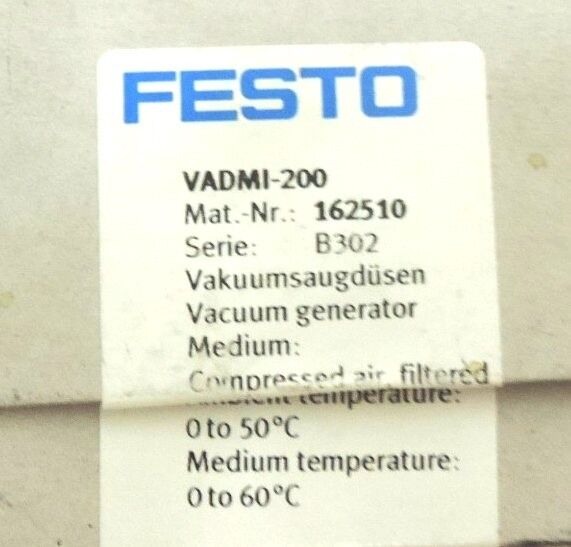 FESTO
VADMI-200
Mat.-Nr.: 162510
Serie: B302
Vakuumsaugdüsen
Vacuum generator
Medium:
Compressed air, filtered
Ambient temperature:
0 to 50°C
Medium temperature:
0 to 60°C